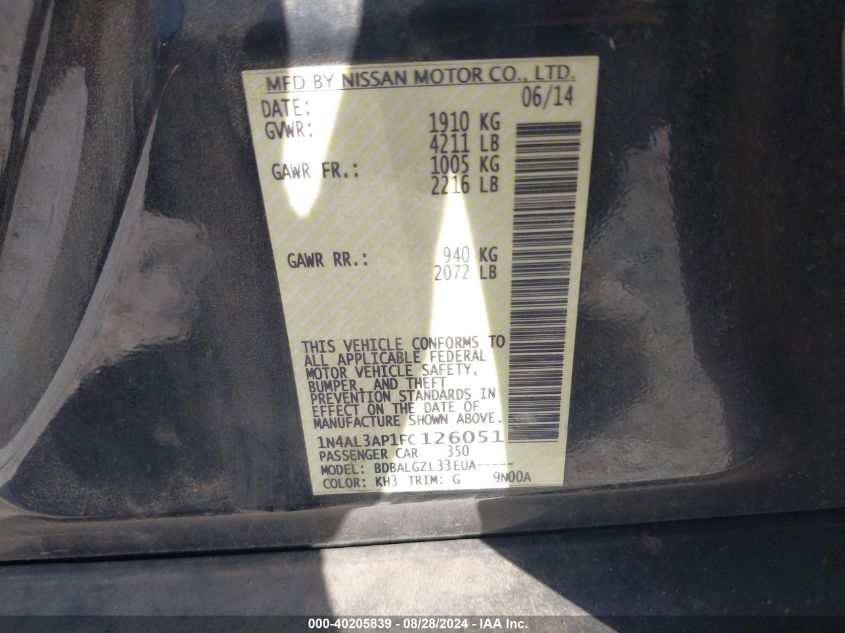 MFD BY NISSAN MOTOR CO., LTD.
DATE: 06/14
GVWR: 1910 KG
4211 LB
GAWR FR.: 1005 KG
2216 LB
GAWR RR.: 940 KG
2072 LB
THIS VEHICLE CONFORMS TO
ALL APPLICABLE FEDERAL
MOTOR VEHICLE SAFETY,
BUMPER, AND THEFT
PREVENTION STANDARDS IN
EFFECT ON THE DATE OF
MANUFACTURE SHOWN ABOVE.
1N4AL3AP1FC126051
PASSENGER CAR 350
MODEL: BDBALGZL33EUA-----
COLOR: KH3 TRIM: G 9N00A
000-40205839 - 08/28/2024 - IAA Inc.